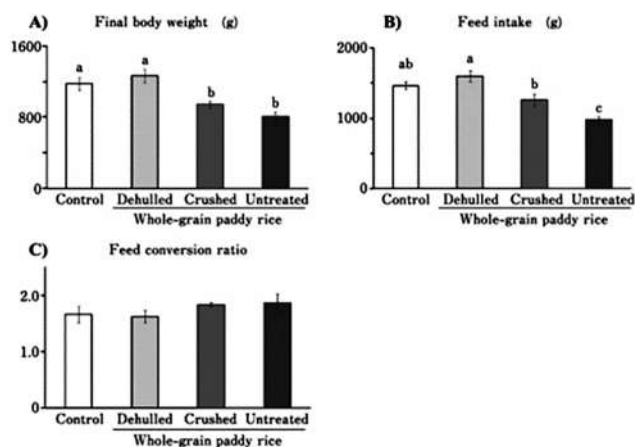 A) Final body weight (g)
1600
800
0
a
a
b
b
Control Dehulled Crushed Untreated
Whole-grain paddy rice
B) Feed intake (g)
2000
1000
0
ab
a
b
c
Control Dehulled Crushed Untreated
Whole-grain paddy rice
C) Feed conversion ratio
2.0
1.0
0
Control Dehulled Crushed Untreated
Whole-grain paddy rice